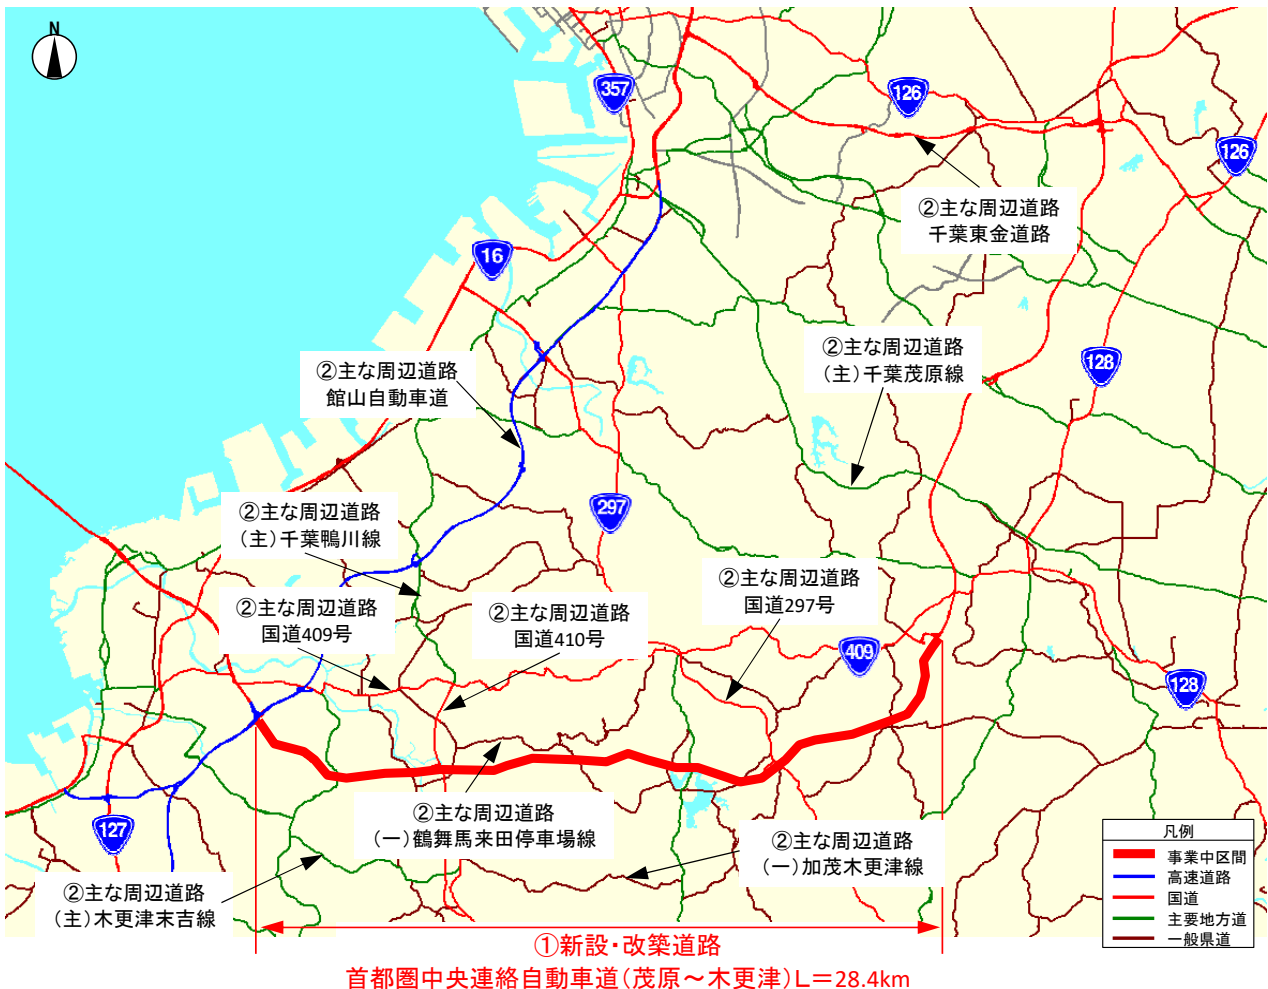 N
357
126
126
②主な周辺道路
千葉東金道路
16
②主な周辺道路
(主)千葉茂原線
128
②主な周辺道路
館山自動車道
297
②主な周辺道路
(主)千葉鴨川線
②主な周辺道路
国道297号
②主な周辺道路
国道409号
②主な周辺道路
国道410号
409
128
②主な周辺道路
(一)鶴舞馬来田停車場線
127
②主な周辺道路
(一)加茂木更津線
②主な周辺道路
(主)木更津末吉線
凡例
事業中区間
高速道路
国道
主要地方道
一般県道
①新設・改築道路
首都圏中央連絡自動車道(茂原～木更津)L=28.4km